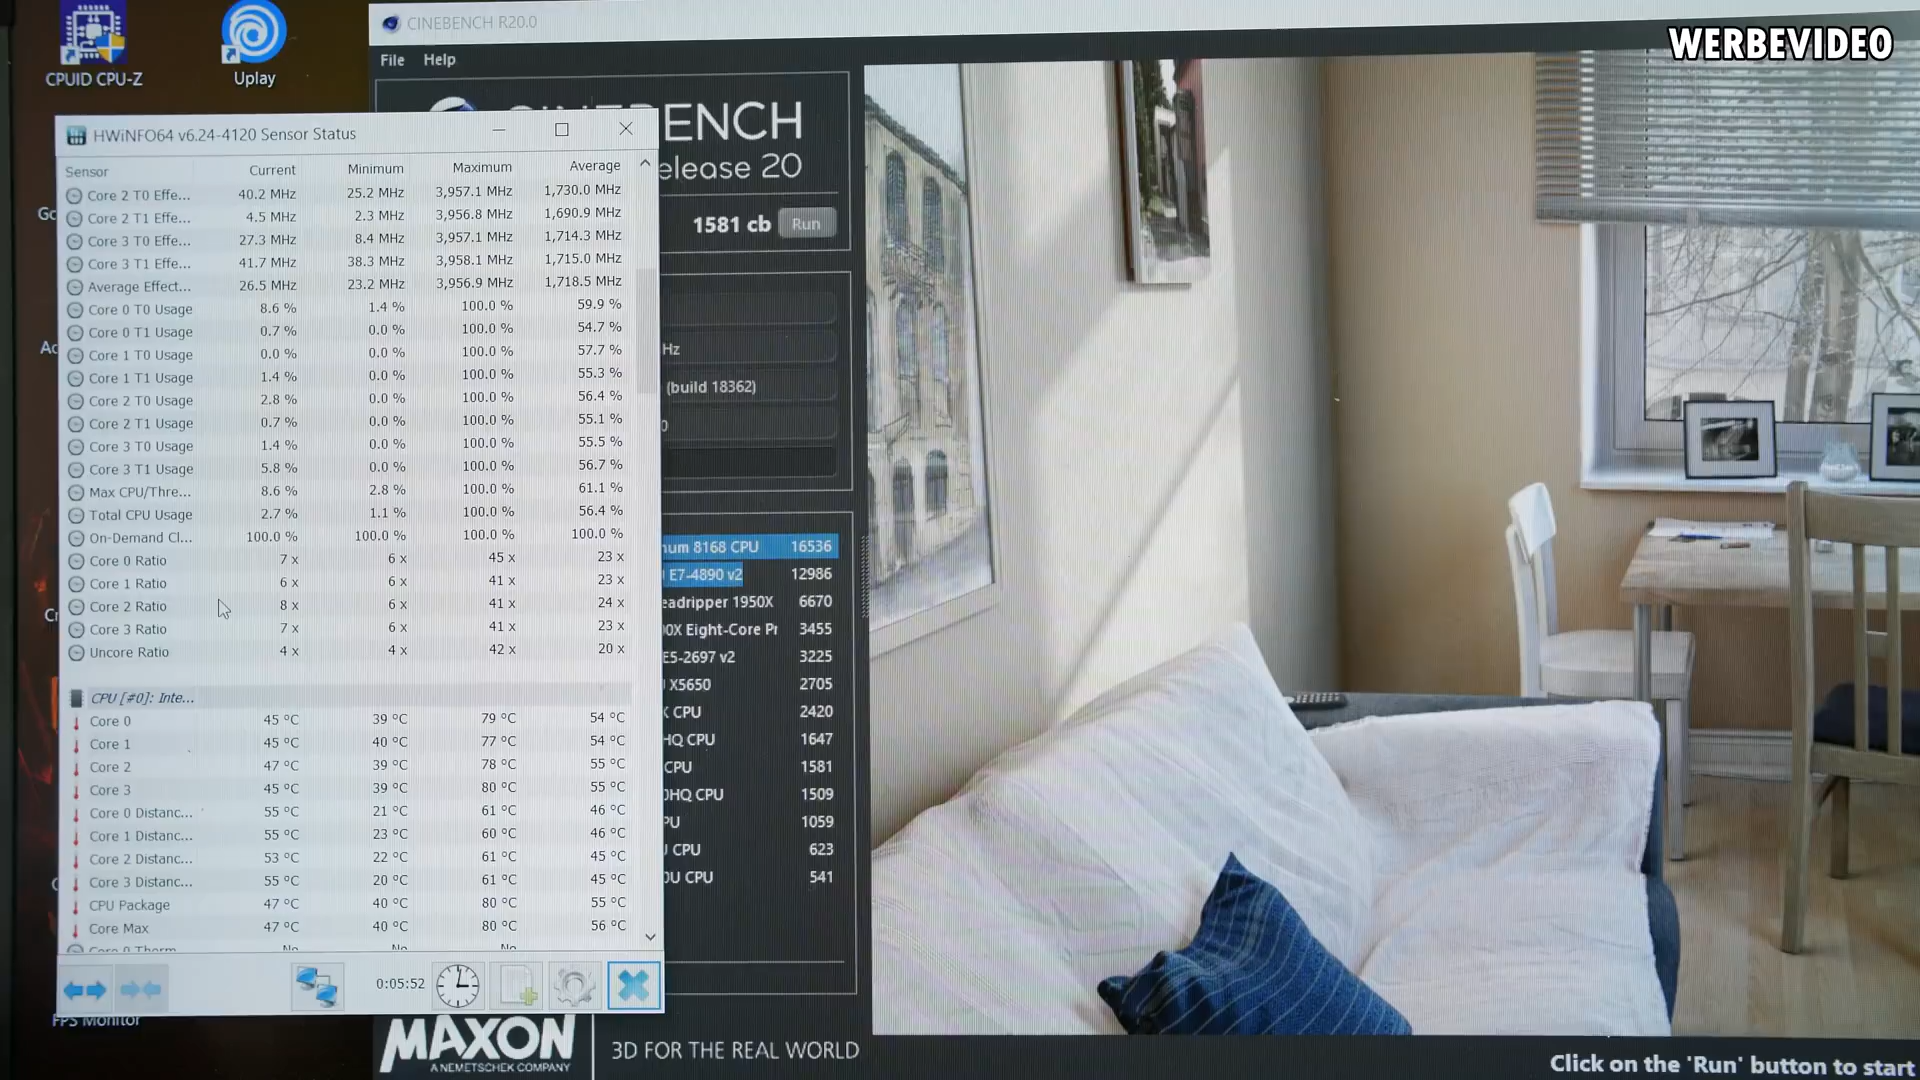 WERBEVIDEO
CPUID CPU-Z
Uplay
CINEBENCH R20.0
File Help
ENCH
elease 20
1581 cb Run
Hz
(build 18362)
HWiNFO64 v6.24-4120 Sensor Status
Sensor Current Minimum Maximum Average
Core 2 T0 Effe... 40.2 MHz 25.2 MHz 3,957.1 MHz 1,730.0 MHz
Core 2 T1 Effe... 4.5 MHz 2.3 MHz 3,956.8 MHz 1,690.9 MHz
Core 3 T0 Effe... 27.3 MHz 8.4 MHz 3,957.1 MHz 1,714.3 MHz
Core 3 T1 Effe... 41.7 MHz 38.3 MHz 3,958.1 MHz 1,715.0 MHz
Average Effect... 26.5 MHz 23.2 MHz 3,956.9 MHz 1,718.5 MHz
Core 0 T0 Usage 8.6 % 1.4 % 100.0 % 59.9 %
Core 0 T1 Usage 0.7 % 0.0 % 100.0 % 54.7 %
Core 1 T0 Usage 0.0 % 0.0 % 100.0 % 57.7 %
Core 1 T1 Usage 1.4 % 0.0 % 100.0 % 55.3 %
Core 2 T0 Usage 2.8 % 0.0 % 100.0 % 56.4 %
Core 2 T1 Usage 0.7 % 0.0 % 100.0 % 55.1 %
Core 3 T0 Usage 1.4 % 0.0 % 100.0 % 55.5 %
Core 3 T1 Usage 5.8 % 0.0 % 100.0 % 56.7 %
Max CPU/Thre... 8.6 % 2.8 % 100.0 % 61.1 %
Total CPU Usage 2.7 % 1.1 % 100.0 % 56.4 %
On-Demand Cl... 100.0 % 100.0 % 100.0 % 100.0 %
Core 0 Ratio 7 x 6 x 45 x 23 x
Core 1 Ratio 6 x 6 x 41 x 23 x
Core 2 Ratio 8 x 6 x 41 x 24 x
Core 3 Ratio 7 x 6 x 41 x 23 x
Uncore Ratio 4 x 4 x 42 x 20 x
CPU [#0]: Inte...
Core 0 45 °C 39 °C 79 °C 54 °C
Core 1 45 °C 40 °C 77 °C 54 °C
Core 2 47 °C 39 °C 78 °C 55 °C
Core 3 45 °C 39 °C 80 °C 55 °C
Core 0 Distanc... 55 °C 21 °C 61 °C 46 °C
Core 1 Distanc... 55 °C 23 °C 60 °C 46 °C
Core 2 Distanc... 53 °C 22 °C 61 °C 45 °C
Core 3 Distanc... 55 °C 20 °C 61 °C 45 °C
CPU Package 47 °C 40 °C 80 °C 55 °C
Core Max 47 °C 40 °C 80 °C 56 °C
Core 0 Therm No No No
0:05:52
num 8168 CPU 16536
E7-4890 v2 12986
eadripper 1950X 6670
0X Eight-Core Pr 3455
E5-2697 v2 3225
X5650 2705
K CPU 2420
HQ CPU 1647
CPU 1581
0HQ CPU 1509
PU 1059
CPU 623
0U CPU 541
FPS Monitor
MAXON
A NEMETSCHEK COMPANY
3D FOR THE REAL WORLD
Click on the 'Run' button to start